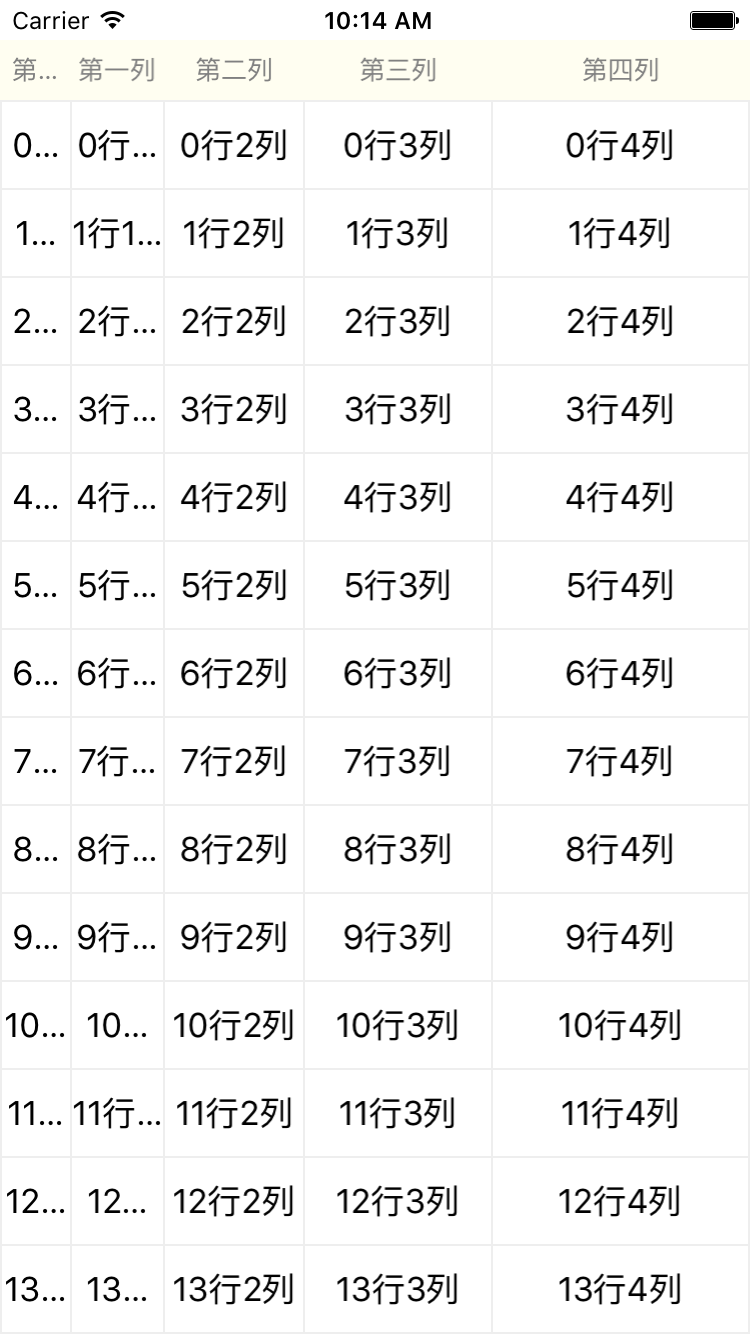 Carrier 10:14 AM
第... 第一列 第二列 第三列 第四列
0... 0行... 0行2列 0行3列 0行4列
1... 1行1... 1行2列 1行3列 1行4列
2... 2行... 2行2列 2行3列 2行4列
3... 3行... 3行2列 3行3列 3行4列
4... 4行... 4行2列 4行3列 4行4列
5... 5行... 5行2列 5行3列 5行4列
6... 6行... 6行2列 6行3列 6行4列
7... 7行... 7行2列 7行3列 7行4列
8... 8行... 8行2列 8行3列 8行4列
9... 9行... 9行2列 9行3列 9行4列
10... 10... 10行2列 10行3列 10行4列
11... 11行... 11行2列 11行3列 11行4列
12... 12... 12行2列 12行3列 12行4列
13... 13... 13行2列 13行3列 13行4列